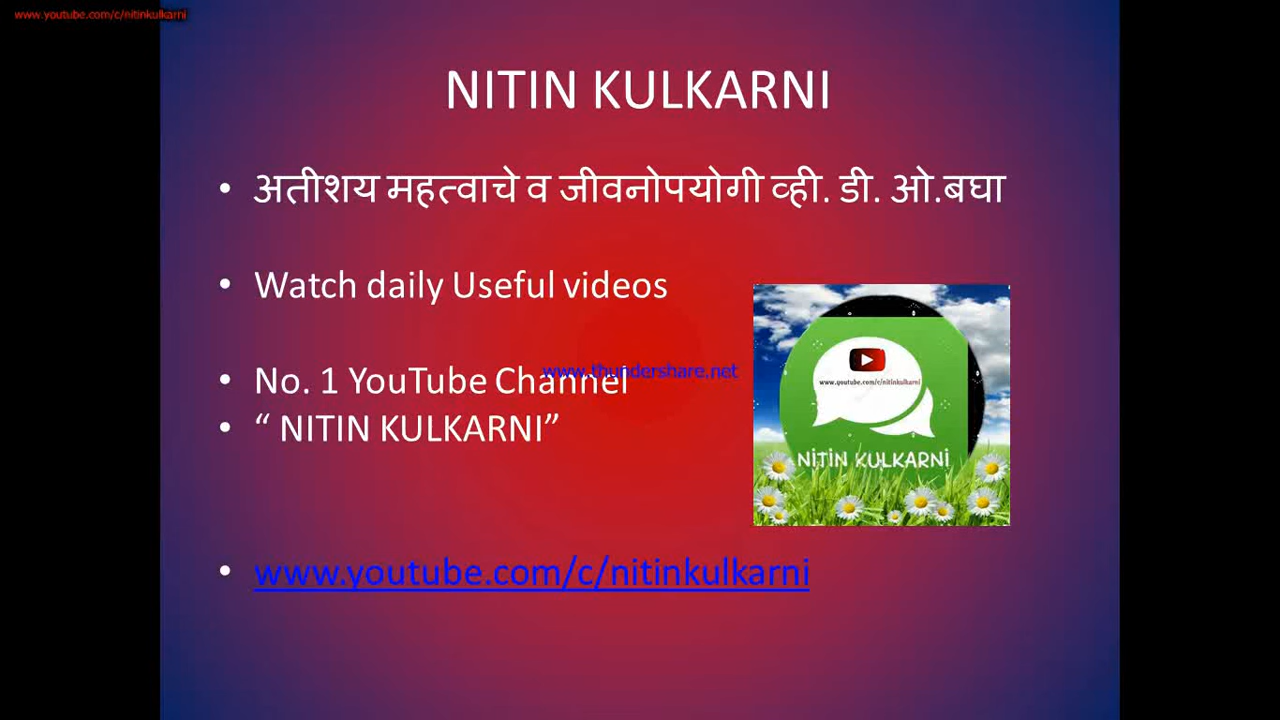 www.youtube.com/c/nitinkulkarni
NITIN KULKARNI
• अतीशय महत्वाचे व जीवनोपयोगी व्ही. डी. ओ.बघा
• Watch daily Useful videos
• No. 1 YouTube Channel
www.thundershare.net
• “ NITIN KULKARNI”
www.youtube.com/c/nitinkulkarni
NITIN KULKARNI
• www.youtube.com/c/nitinkulkarni